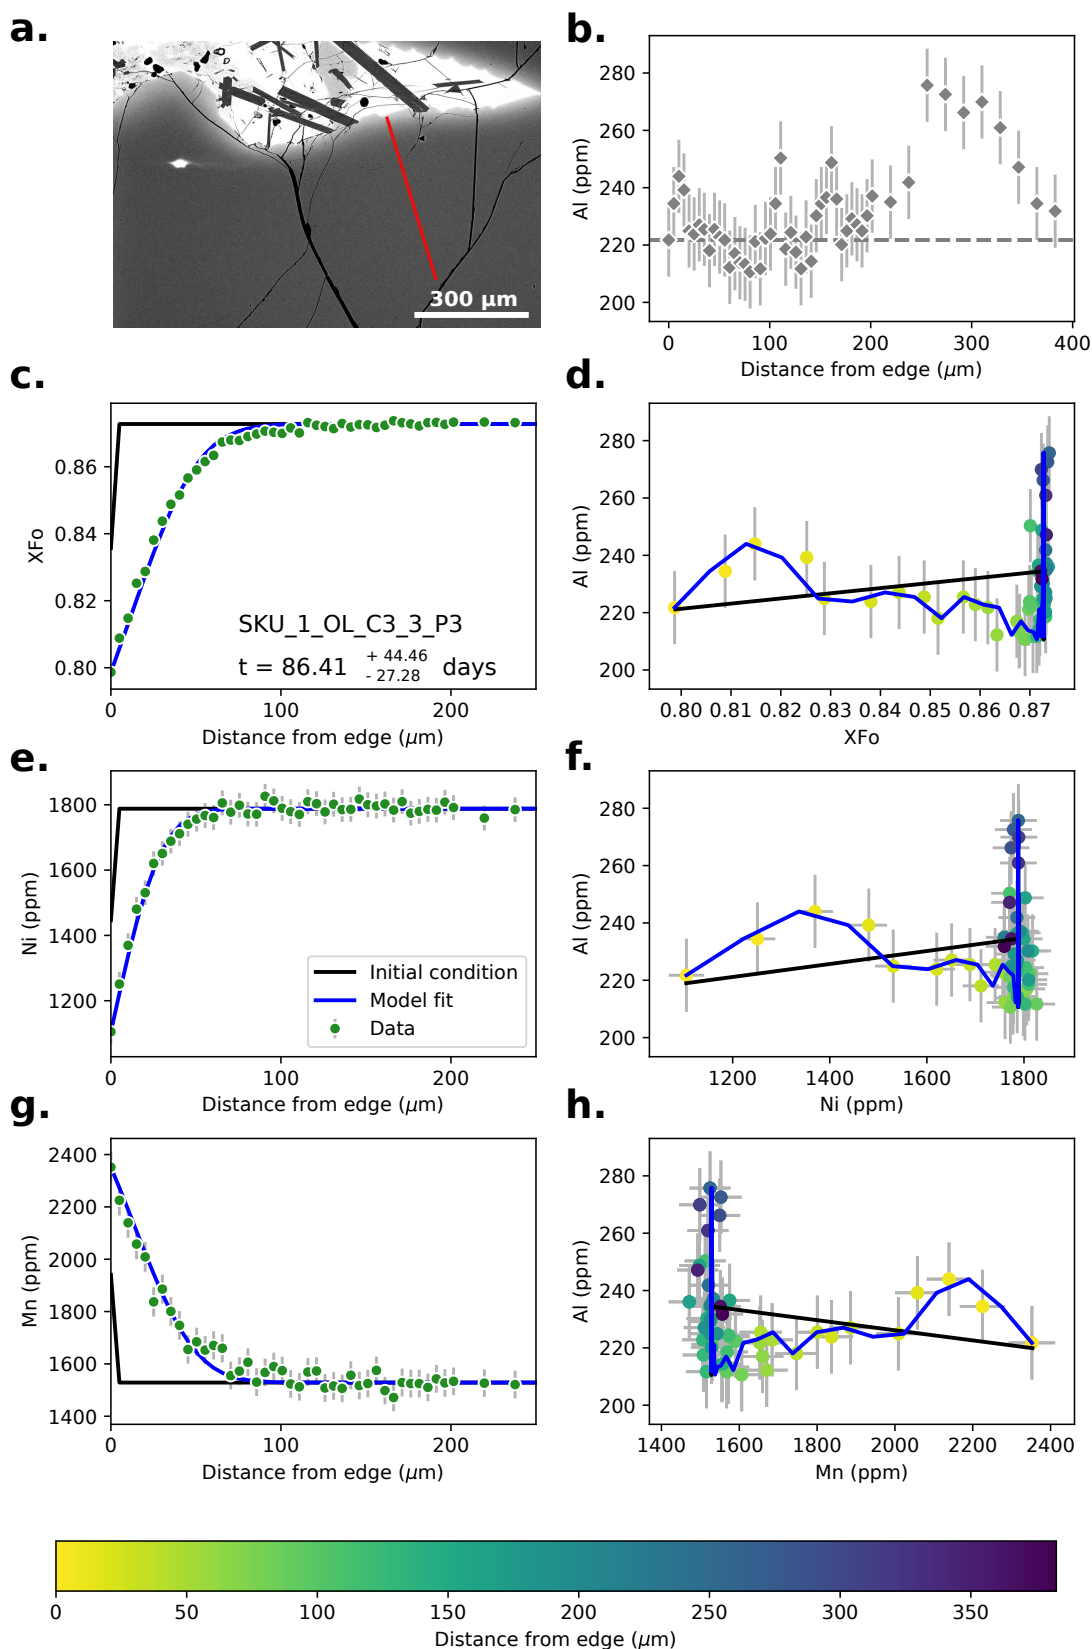 a.
300 μm
b.
Al (ppm)
280
260
240
220
200
0 100 200 300 400
Distance from edge (μm)
c.
XFo
0.86
0.84
0.82
0.80
SKU_1_OL_C3_3_P3
t = 86.41 + 44.46 - 27.28 days
0 100 200
Distance from edge (μm)
d.
Al (ppm)
280
260
240
220
200
0.80 0.81 0.82 0.83 0.84 0.85 0.86 0.87
XFo
e.
Ni (ppm)
1800
1600
1400
1200
Initial condition
Model fit
Data
0 100 200
Distance from edge (μm)
f.
Al (ppm)
280
260
240
220
200
1200 1400 1600 1800
Ni (ppm)
g.
Mn (ppm)
2400
2200
2000
1800
1600
1400
0 100 200
Distance from edge (μm)
h.
Al (ppm)
280
260
240
220
200
1400 1600 1800 2000 2200 2400
Mn (ppm)
0 50 100 150 200 250 300 350
Distance from edge (μm)